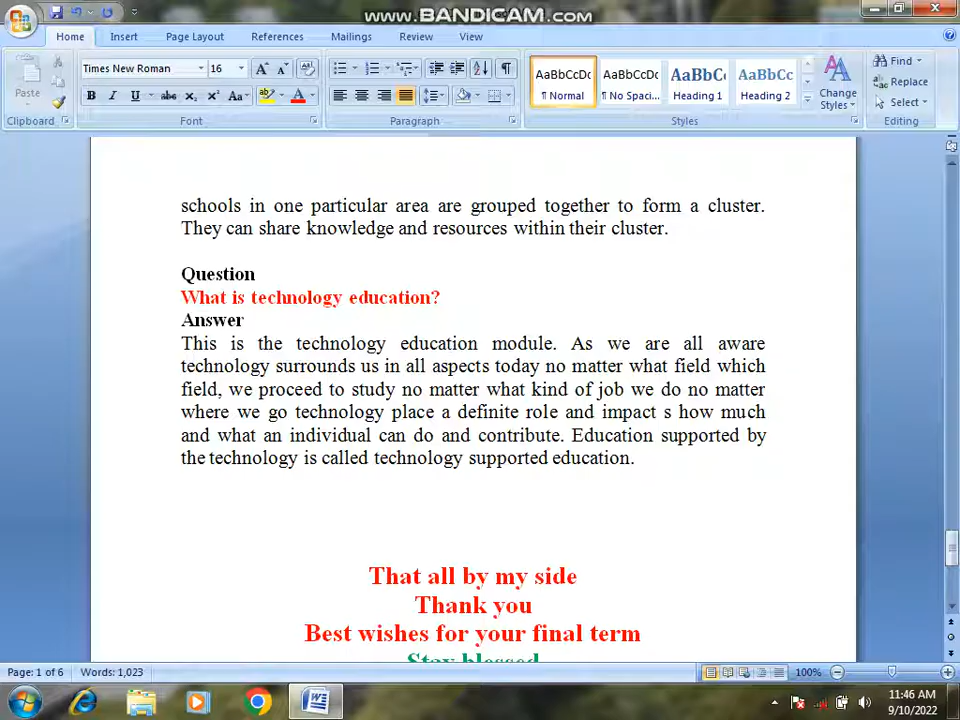 www.BANDICAM.com
Home Insert Page Layout References Mailings Review View
Paste
Clipboard
Times New Roman 16
B I U abc X₂ X² Aa
Font
Paragraph
AaBbCcDc AaBbCcDc AaBbC AaBbCc
¶ Normal ¶ No Spaci... Heading 1 Heading 2
Change Styles
Styles
Find
Replace
Select
Editing
schools in one particular area are grouped together to form a cluster.
They can share knowledge and resources within their cluster.
Question
What is technology education?
Answer
This is the technology education module. As we are all aware
technology surrounds us in all aspects today no matter what field which
field, we proceed to study no matter what kind of job we do no matter
where we go technology place a definite role and impact s how much
and what an individual can do and contribute. Education supported by
the technology is called technology supported education.
That all by my side
Thank you
Best wishes for your final term
Stay blessed
Page: 1 of 6 Words: 1,023 100%
11:46 AM
9/10/2022